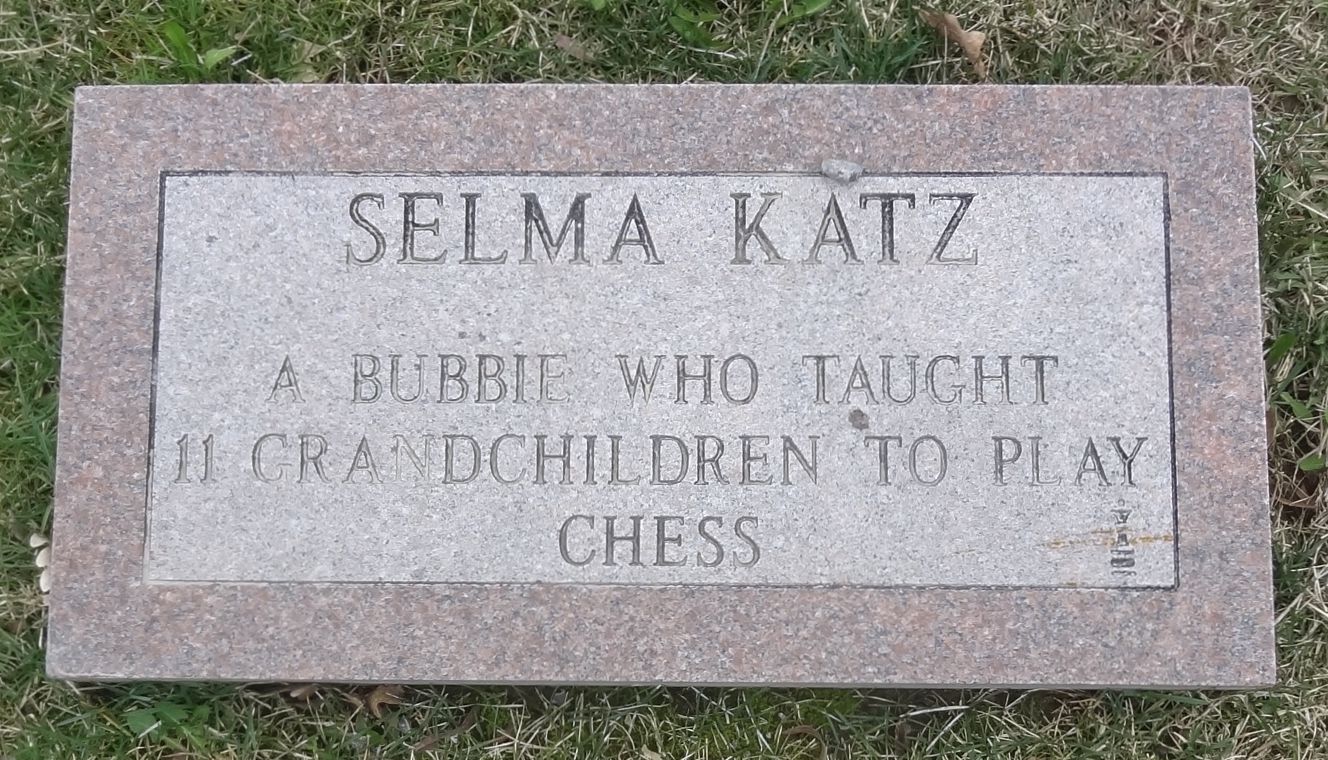 SELMA KATZ
A BUBBIE WHO TAUGHT
11 GRANDCHILDREN TO PLAY
CHESS